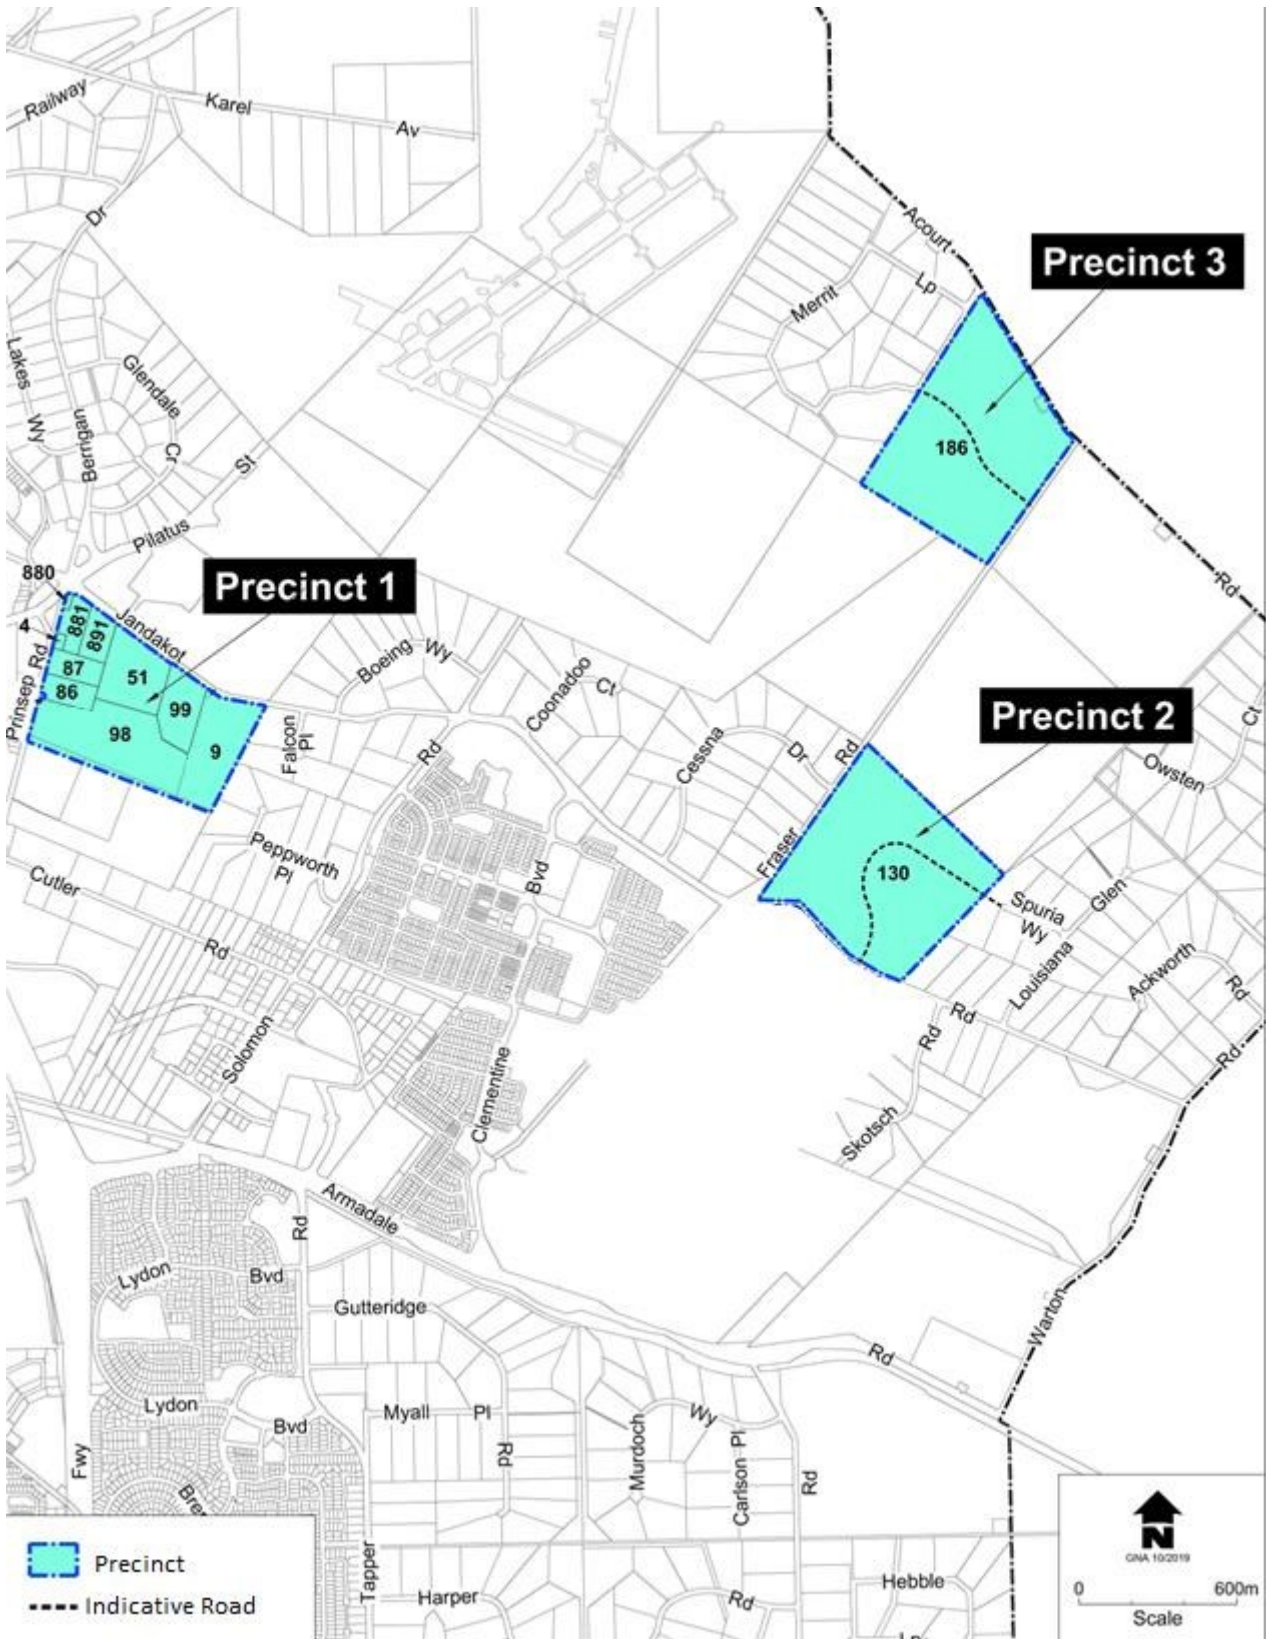 Railway
Karel
Av
Dr
Acourt
Precinct 3
Lp
Merrit
Lakes
Wy
Glendale
Cr
Berrigan
St
186
Pilatus
880
Precinct 1
Rd
4
881
891
Jandakot
Prinsep Rd
87
51
86
99
98
9
Boeing
Wy
Coonadoo
Ct
Falcon
Pl
Rd
Cessna
Dr
Rd
Precinct 2
Ct
Owsten
Fraser
Peppworth
Pl
Bvd
130
Cutler
Rd
Spuria
Wy
Glen
Louisiana
Ackworth
Rd
Rd
Rd
Rd
Solomon
Clementine
Skotsch
Armadale
Rd
Lydon
Bvd
Gutteridge
Warton
Rd
Lydon
Bvd
Myall
Pl
Rd
Murdoch
Wy
Carlson Pl
Rd
Fwy
Bre
Tapper
Harper
Rd
Hebble
Precinct
Indicative Road
N
GNA 10/2019
0
600m
Scale